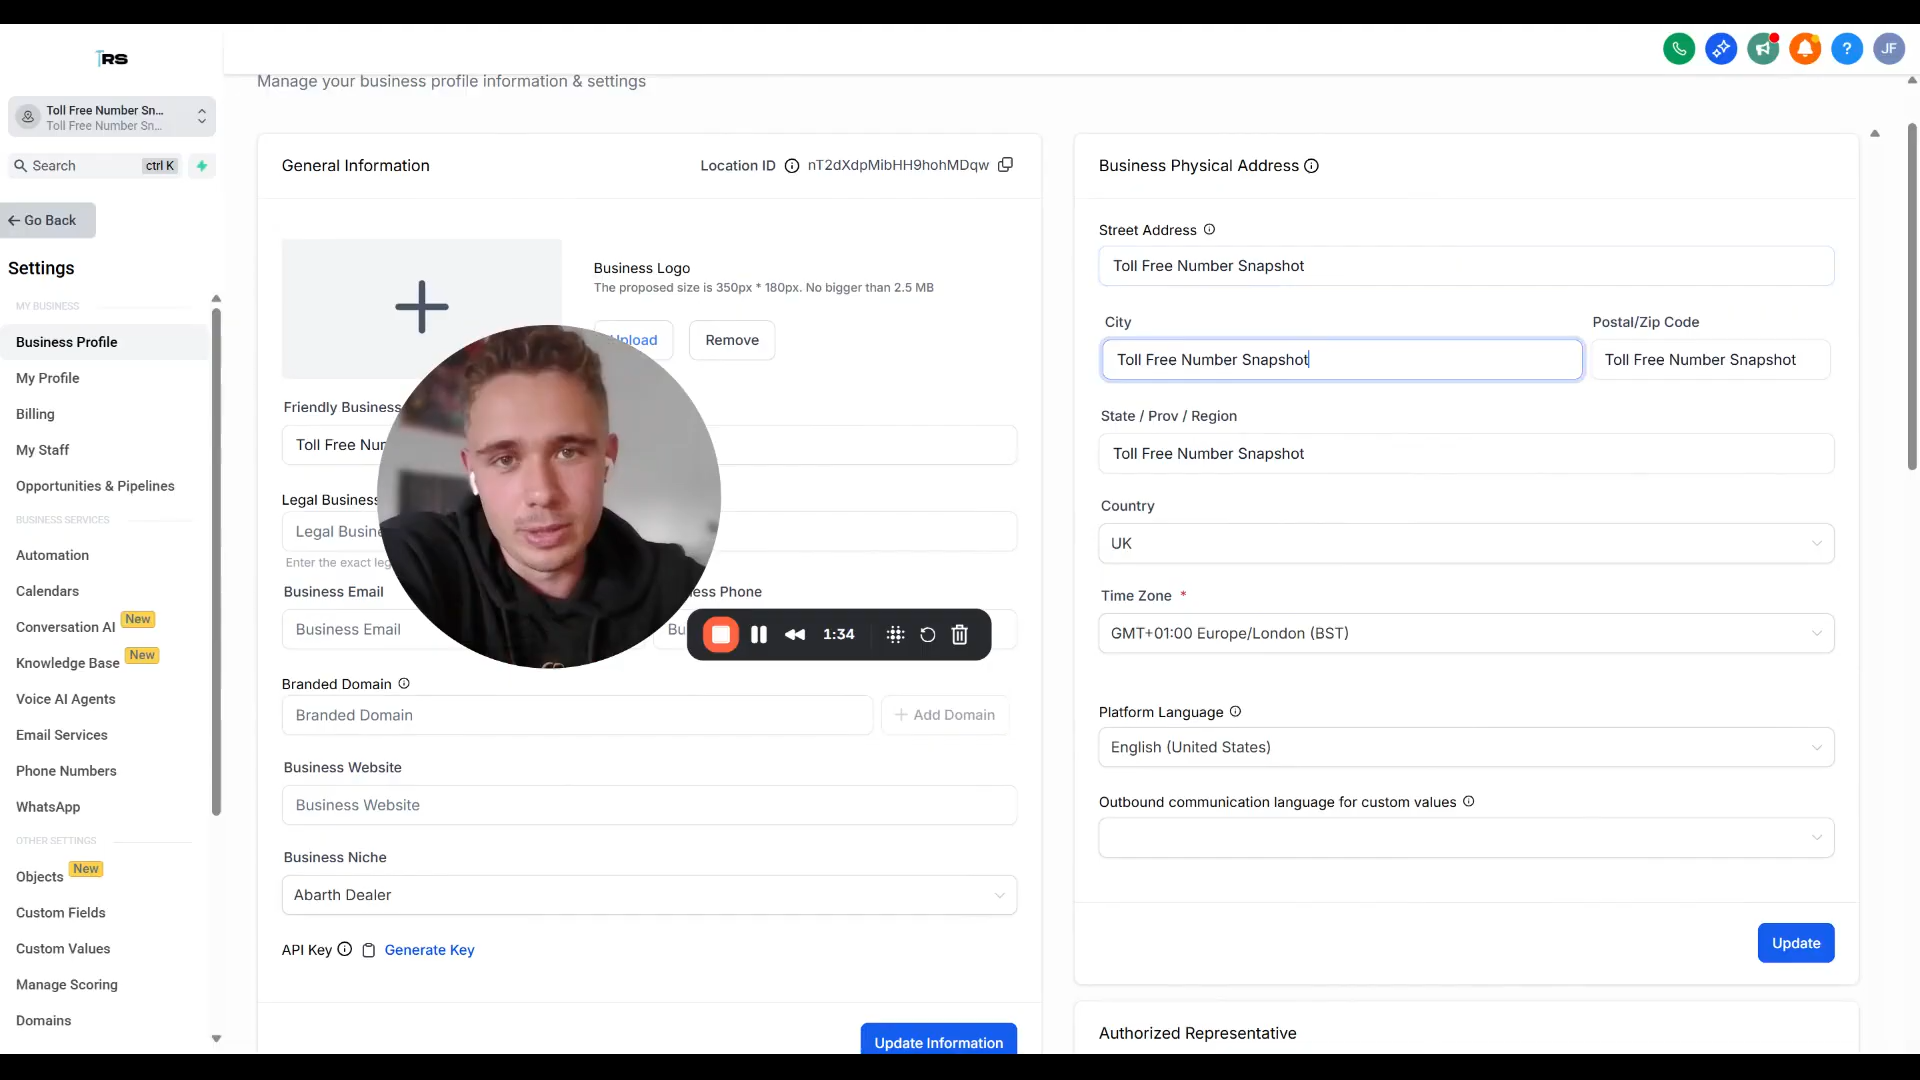 TRS
JF
Toll Free Number Sn...
Toll Free Number Sn...
Search
ctrl K
Go Back
Settings
MY BUSINESS
Business Profile
My Profile
Billing
My Staff
Opportunities & Pipelines
BUSINESS SERVICES
Automation
Calendars
Conversation AI New
Knowledge Base New
Voice AI Agents
Email Services
Phone Numbers
WhatsApp
OTHER SETTINGS
Objects New
Custom Fields
Custom Values
Manage Scoring
Domains
Manage your business profile information & settings
General Information
Location ID nT2dXdpMibHH9hohMDqw
Business Logo
The proposed size is 350px * 180px. No bigger than 2.5 MB
Remove
Friendly Business
Toll Free
Legal Business
Legal
Enter the exact
Business Email
Phone
Business Email
1:34
Branded Domain
Branded Domain
+ Add Domain
Business Website
Business Website
Business Niche
Abarth Dealer
API Key Generate Key
Update Information
Business Physical Address
Street Address
Toll Free Number Snapshot
City
Postal/Zip Code
Toll Free Number Snapshot
Toll Free Number Snapshot
State / Prov / Region
Toll Free Number Snapshot
Country
UK
Time Zone *
GMT+01:00 Europe/London (BST)
Platform Language
English (United States)
Outbound communication language for custom values
Update
Authorized Representative